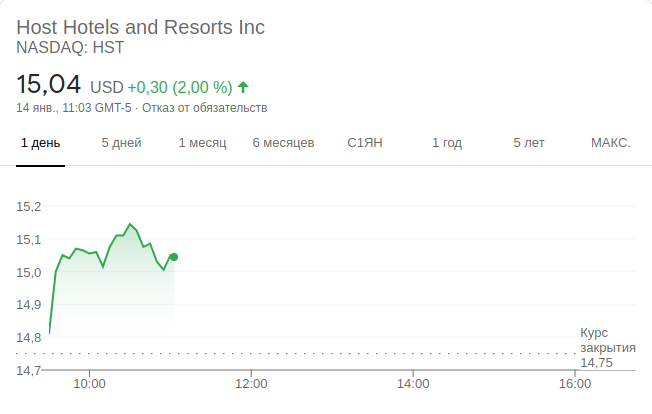 Host Hotels and Resorts Inc
NASDAQ: HST
15,04 USD +0,30 (2,00 %)
14 янв., 11:03 GMT-5 · Отказ от обязательств
1 день 5 дней 1 месяц 6 месяцев С1ЯН 1 год 5 лет МАКС.
15,2
15,1
15,0
14,9
14,8
Курс
закрытия
14,75
14,7
10:00 12:00 14:00 16:00